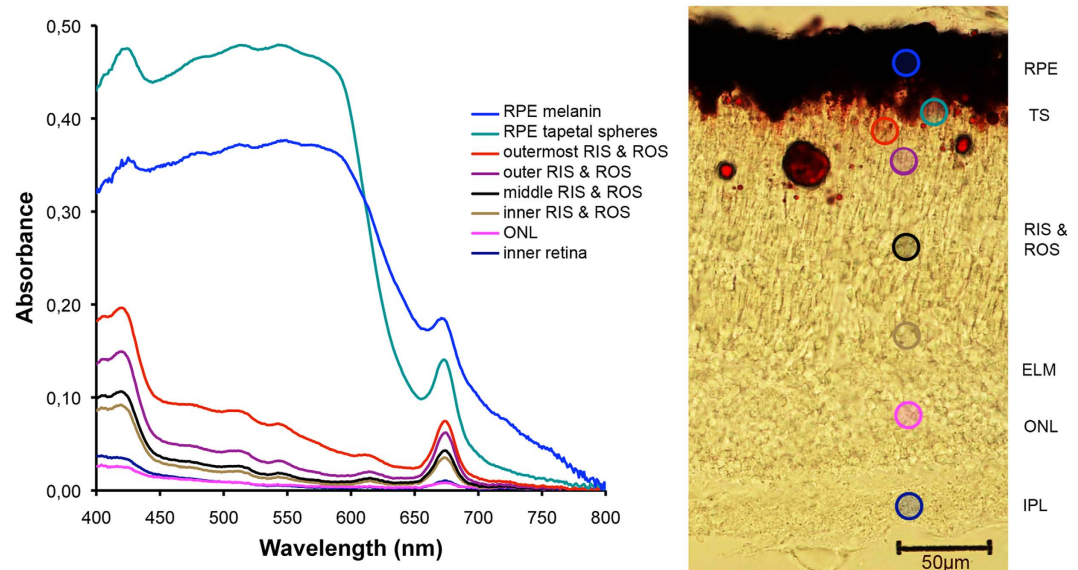 0,50
0,40
0,30
0,20
0,10
0,00
Absorbance
400 450 500 550 600 650 700 750 800
Wavelength (nm)
RPE melanin
RPE tapetal spheres
outermost RIS & ROS
outer RIS & ROS
middle RIS & ROS
inner RIS & ROS
ONL
inner retina
RPE
TS
RIS &
ROS
ELM
ONL
IPL
50µm